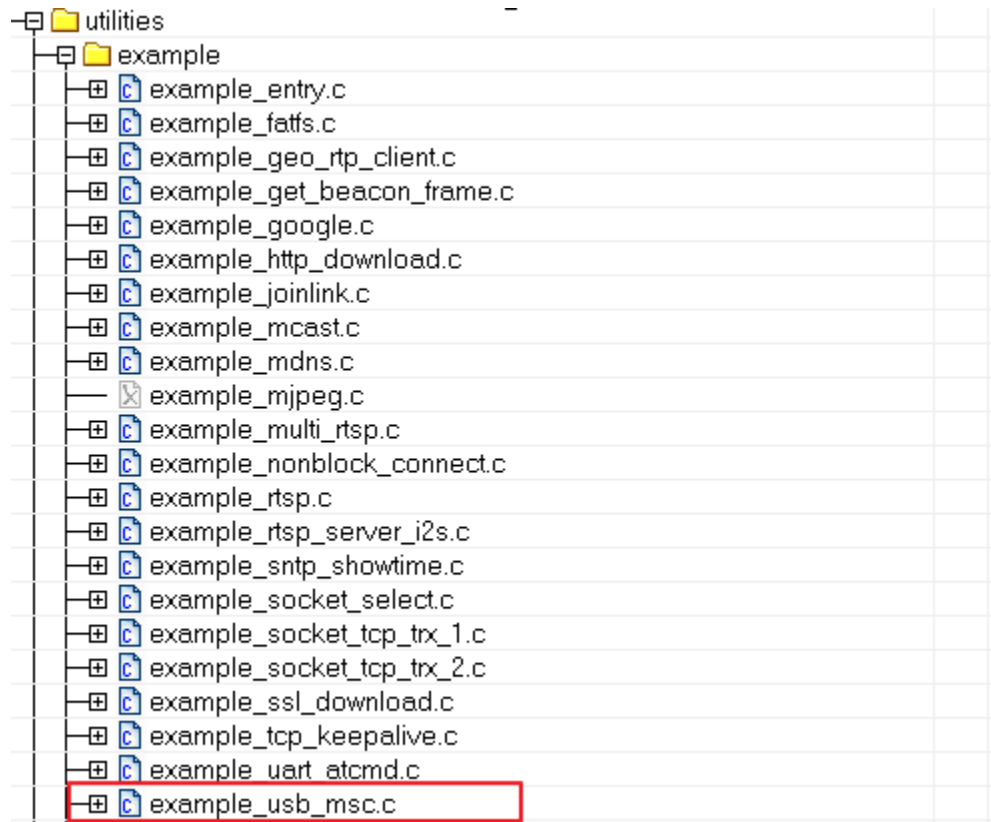 utilities
example
example_entry.c
example_fatfs.c
example_geo_rtp_client.c
example_get_beacon_frame.c
example_google.c
example_http_download.c
example_joinlink.c
example_mcast.c
example_mdns.c
example_mjpeg.c
example_multi_rtsp.c
example_nonblock_connect.c
example_rtsp.c
example_rtsp_server_i2s.c
example_sntp_showtime.c
example_socket_select.c
example_socket_tcp_trx_1.c
example_socket_tcp_trx_2.c
example_ssl_download.c
example_tcp_keepalive.c
example_uart_atcmd.c
example_usb_msc.c